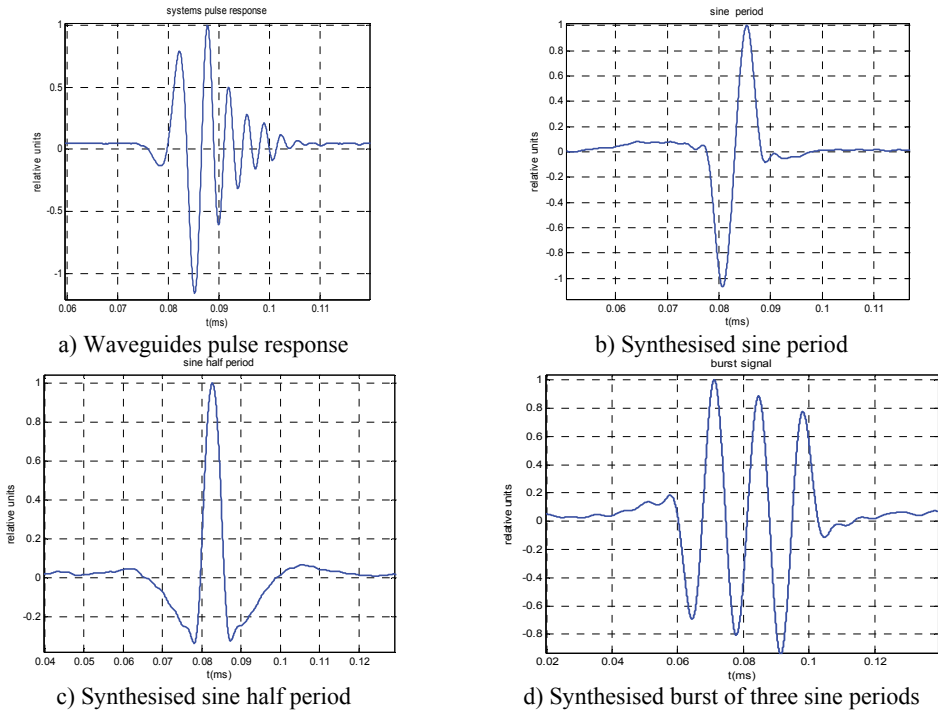 systems pulse response
1
0.5
0
-0.5
-1
relative units
0.06 0.07 0.08 0.09 0.1 0.11
t(ms)
a) Waveguides pulse response
sine period
1
0.8
0.6
0.4
0.2
0
-0.2
-0.4
-0.6
-0.8
-1
relative units
0.06 0.07 0.08 0.09 0.1 0.11
t(ms)
b) Synthesised sine period
sine half period
1
0.8
0.6
0.4
0.2
0
-0.2
relative units
0.04 0.05 0.06 0.07 0.08 0.09 0.1 0.11 0.12
t(ms)
c) Synthesised sine half period
burst signal
1
0.8
0.6
0.4
0.2
0
-0.2
-0.4
-0.6
-0.8
relative units
0.02 0.04 0.06 0.08 0.1 0.12
t(ms)
d) Synthesised burst of three sine periods